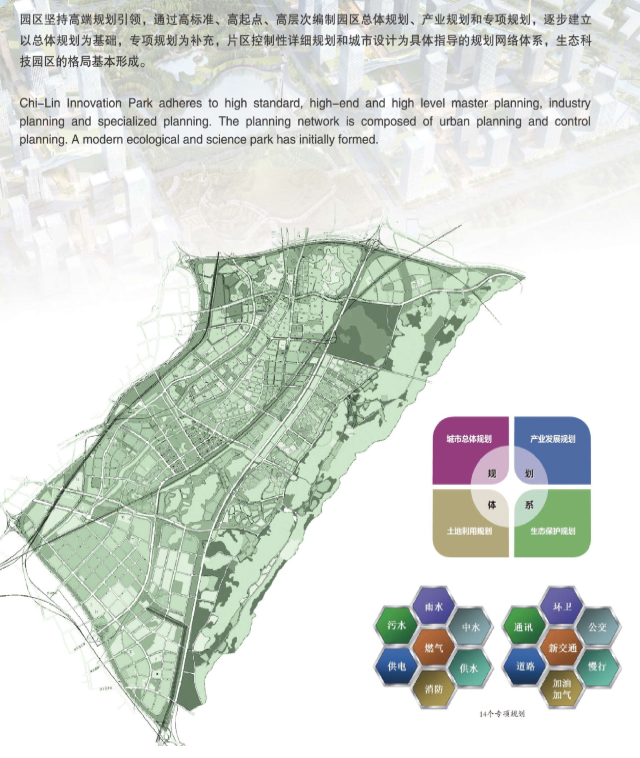 园区坚持高端规划引领，通过高标准、高起点、高层次编制园区总体规划、产业规划和专项规划，逐步建立
以总体规划为基础，专项规划为补充，片区控制性详细规划和城市设计为具体指导的规划网络体系，生态科
技园区的格局基本形成。
Chi-Lin Innovation Park adheres to high standard, high-end and high level master planning, industry
planning and specialized planning. The planning network is composed of urban planning and control
planning. A modern ecological and science park has initially formed.
城市总体规划
产业发展规划
规 划
体 系
土地利用规划
生态保护规划
雨水
环卫
污水
中水
通讯
公交
燃气
新交通
供电
供水
道路
慢行
消防
加油
加气
14个专项规划